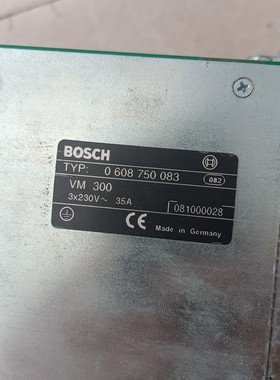 BOSCH
TYP: 0 608 750 083
082
VM 300
3x230V~ 35A
081000028
CE Made in Germany